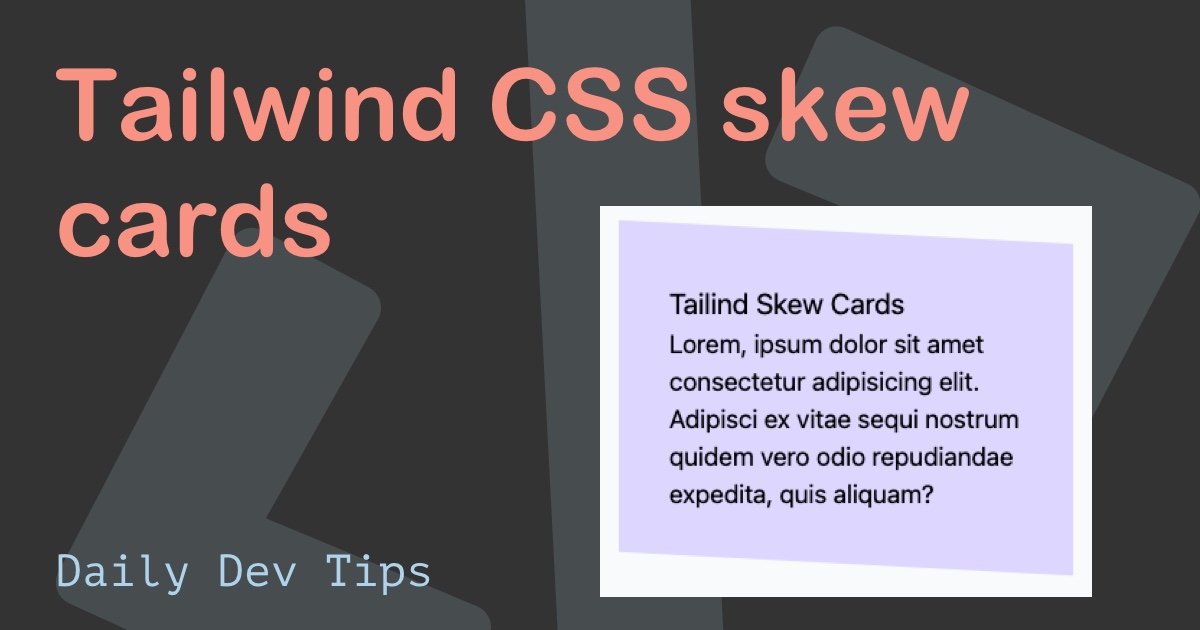 Tailwind CSS skew
cards
Tailind Skew Cards
Lorem, ipsum dolor sit amet
consectetur adipisicing elit.
Adipisci ex vitae sequi nostrum
quidem vero odio repudiandae
expedita, quis aliquam?
Daily Dev Tips